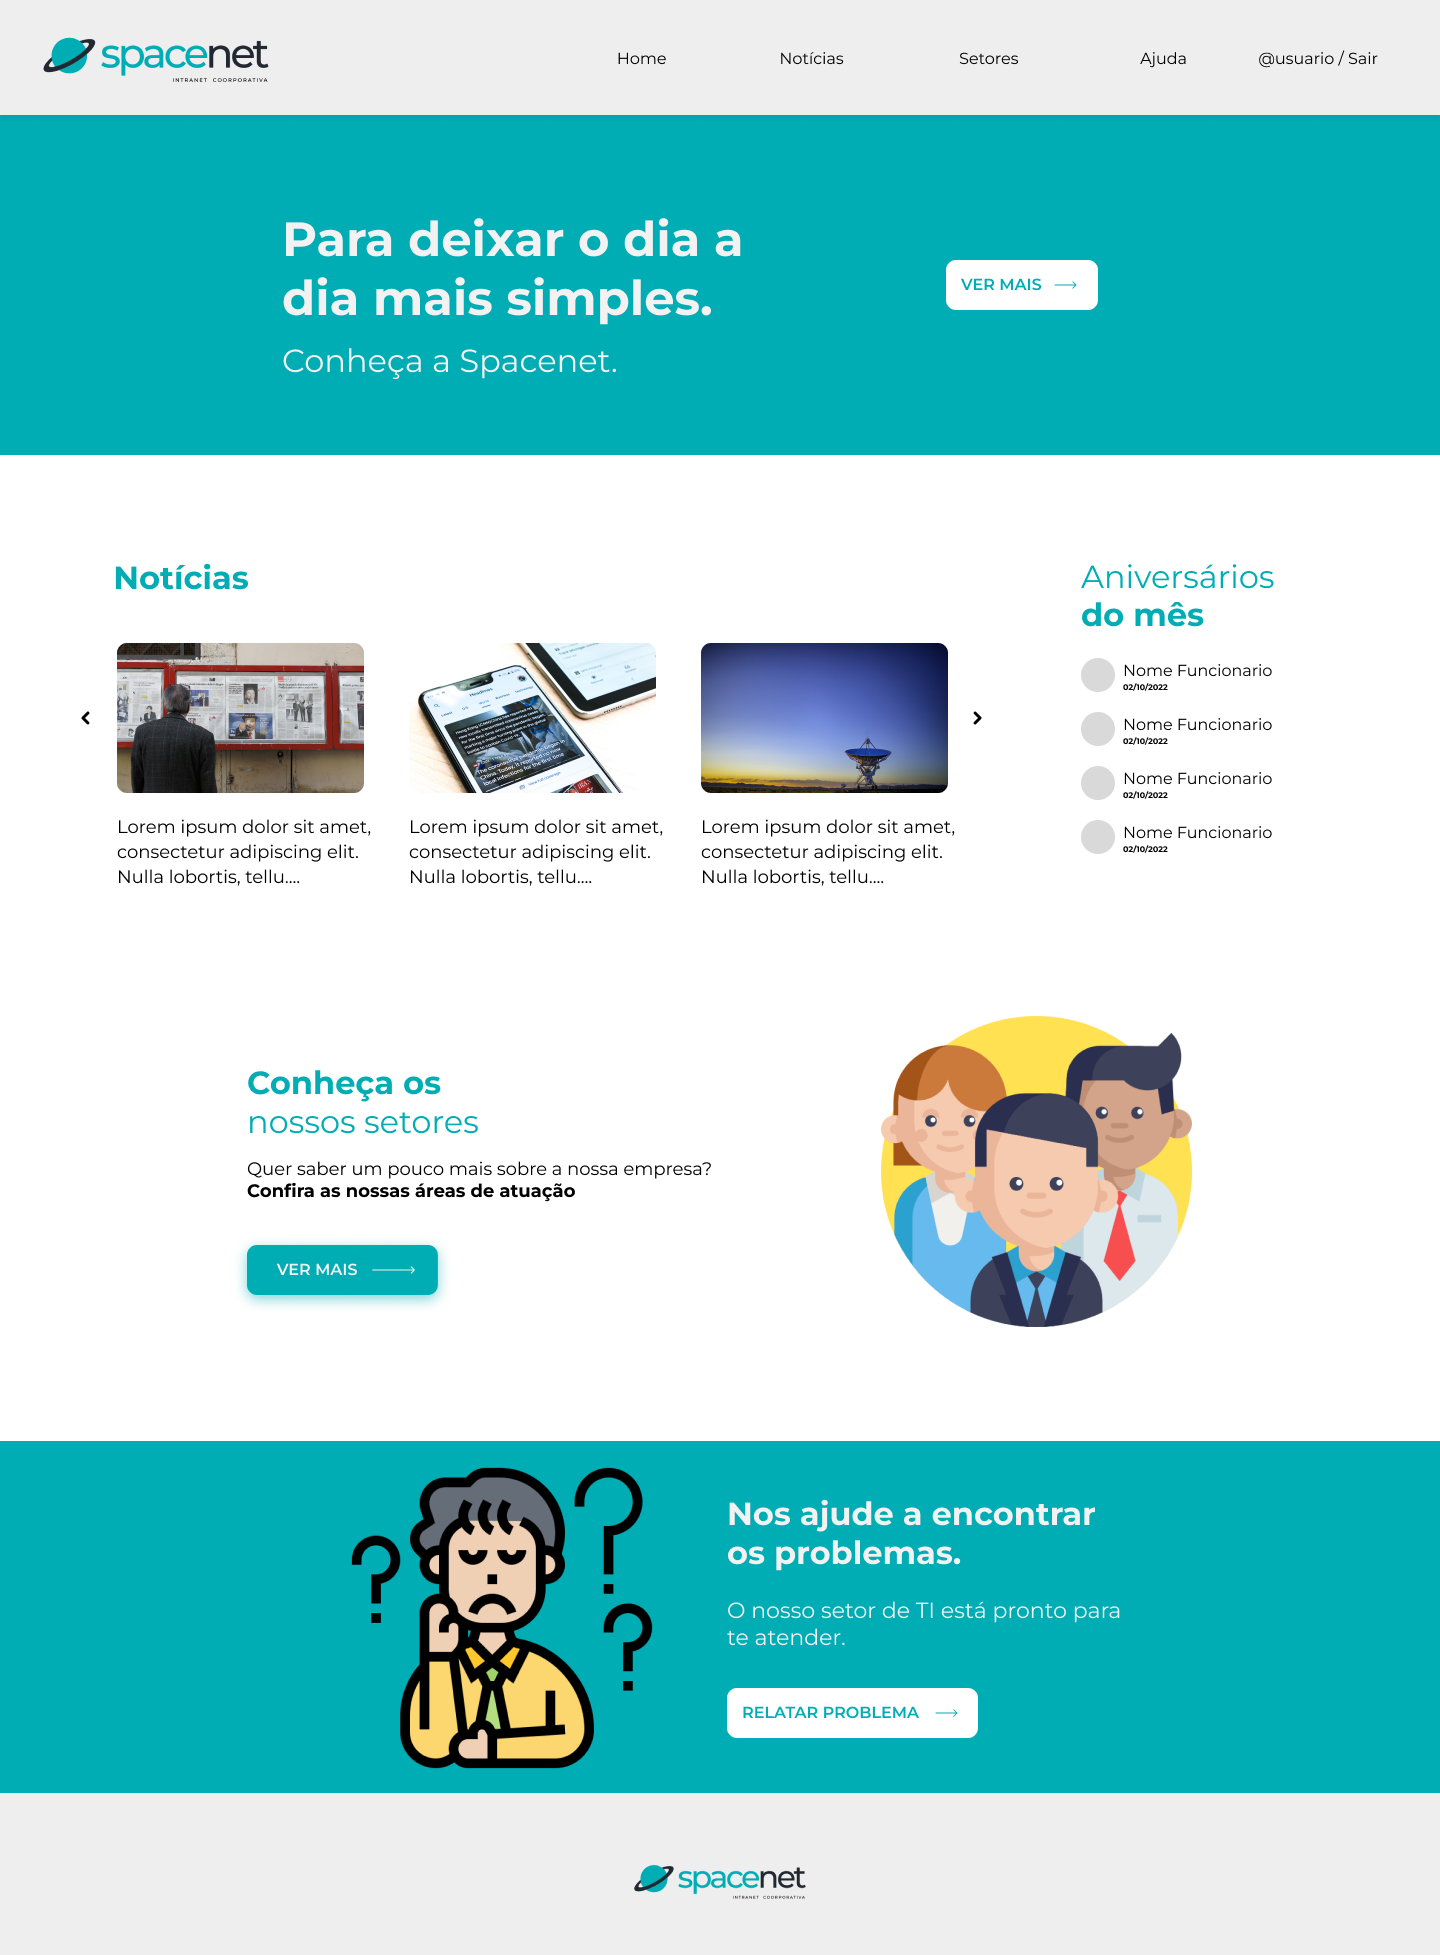 spacenet
INTRANET COORPORATIVA
Home
Notícias
Setores
Ajuda
@usuario / Sair
Para deixar o dia a
dia mais simples.
Conheça a Spacenet.
VER MAIS
Notícias
Headlines
Lorem ipsum dolor sit amet,
consectetur adipiscing elit.
Nulla lobortis, tellu....
Lorem ipsum dolor sit amet,
consectetur adipiscing elit.
Nulla lobortis, tellu....
Lorem ipsum dolor sit amet,
consectetur adipiscing elit.
Nulla lobortis, tellu....
Aniversários
do mês
Nome Funcionario
02/10/2022
Nome Funcionario
02/10/2022
Nome Funcionario
02/10/2022
Nome Funcionario
02/10/2022
Conheça os
nossos setores
Quer saber um pouco mais sobre a nossa empresa?
Confira as nossas áreas de atuação
VER MAIS
Nos ajude a encontrar
os problemas.
O nosso setor de TI está pronto para
te atender.
RELATAR PROBLEMA
spacenet
INTRANET COORPORATIVA